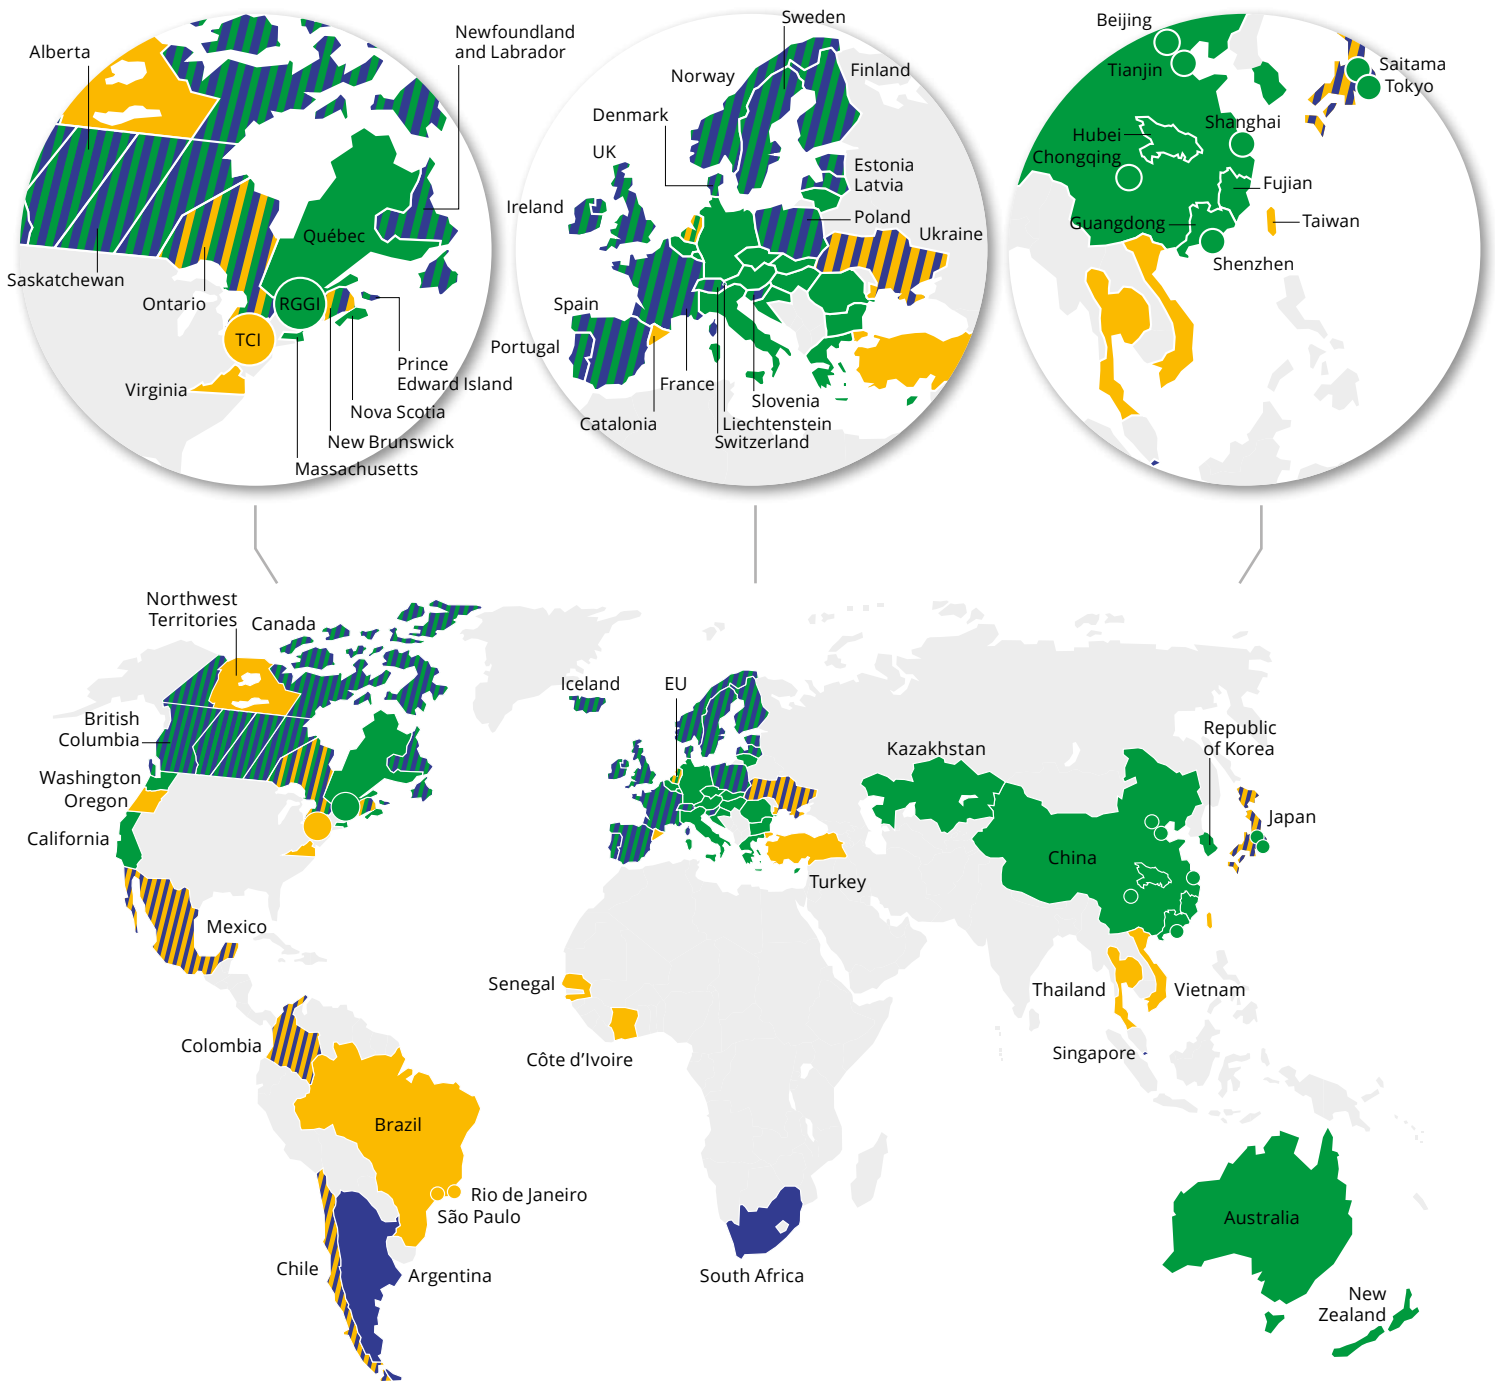 Alberta
Newfoundland
and Labrador
Saskatchewan
Ontario
Québec
RGGI
TCI
Virginia
Prince
Edward Island
Nova Scotia
New Brunswick
Massachusetts
Sweden
Norway
Finland
Denmark
UK
Estonia
Latvia
Ireland
Poland
Ukraine
Spain
Portugal
France
Slovenia
Catalonia
Liechtenstein
Switzerland
Beijing
Tianjin
Saitama
Tokyo
Shanghai
Hubei
Chongqing
Fujian
Guangdong
Taiwan
Shenzhen
Northwest
Territories
Canada
British
Columbia
Washington
Oregon
California
Mexico
Iceland
EU
Kazakhstan
Republic
of Korea
Japan
China
Turkey
Senegal
Côte d’Ivoire
Thailand
Vietnam
Singapore
Colombia
Brazil
Rio de Janeiro
São Paulo
Chile
Argentina
South Africa
Australia
New
Zealand